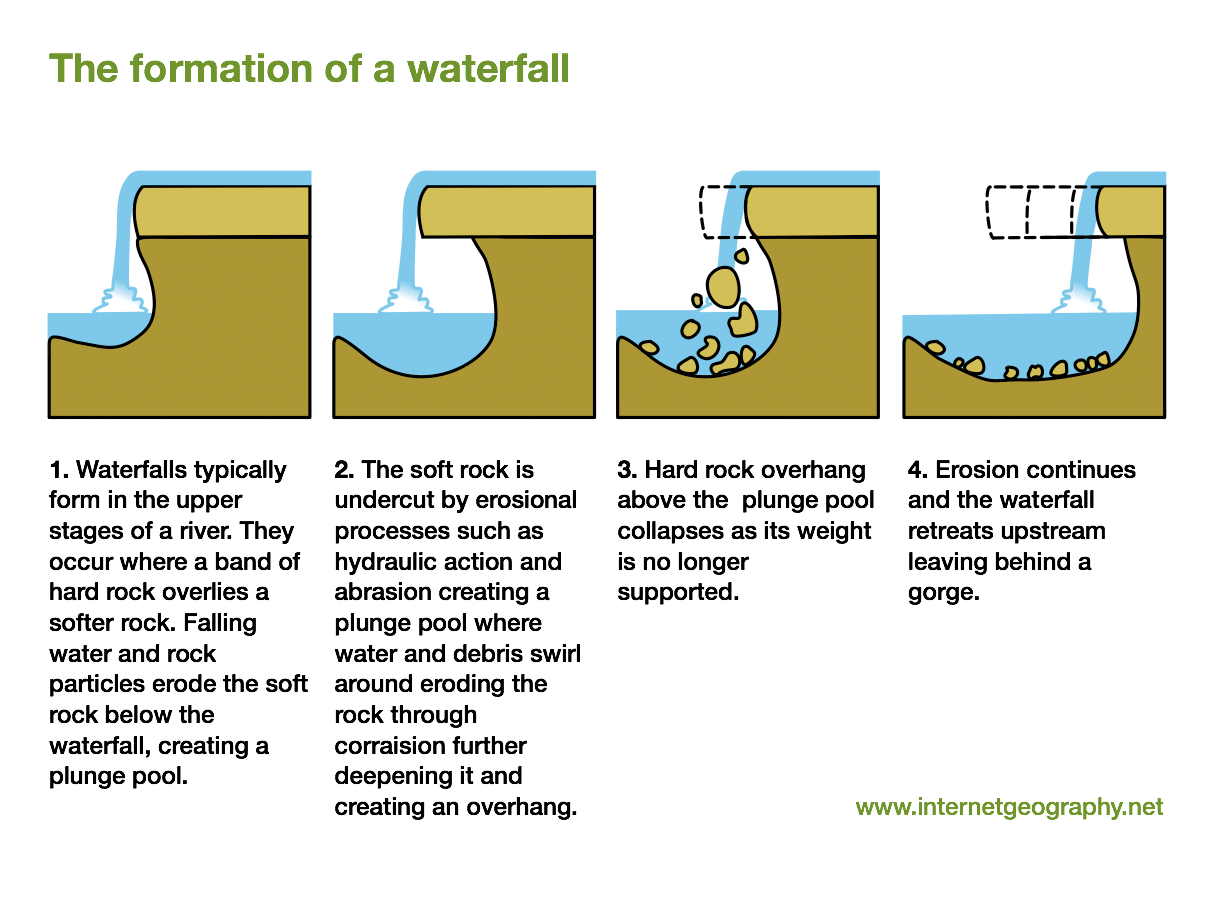 The formation of a waterfall
1. Waterfalls typically
form in the upper
stages of a river. They
occur where a band of
hard rock overlies a
softer rock. Falling
water and rock
particles erode the soft
rock below the
waterfall, creating a
plunge pool.
2. The soft rock is
undercut by erosional
processes such as
hydraulic action and
abrasion creating a
plunge pool where
water and debris swirl
around eroding the
rock through
corraision further
deepening it and
creating an overhang.
3. Hard rock overhang
above the  plunge pool
collapses as its weight
is no longer
supported.
4. Erosion continues
and the waterfall
retreats upstream
leaving behind a
gorge.
www.internetgeography.net